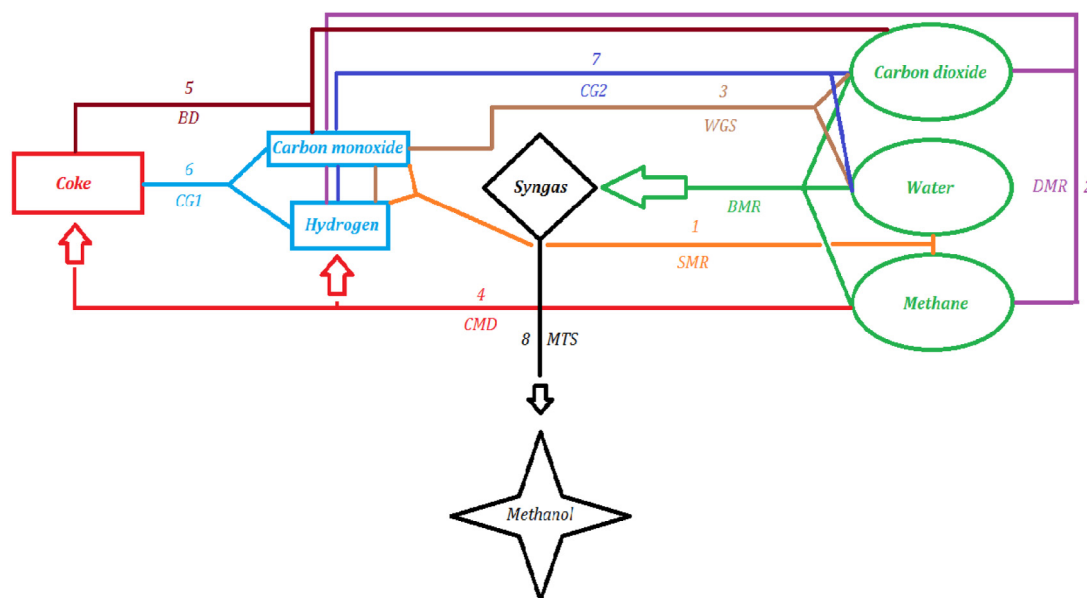 Carbon dioxide
5
BD
7
CG2
3
WGS
Carbon monoxide
Coke
6
CG1
Syngas
BMR
Water
DMR
2
Hydrogen
1
SMR
Methane
4
CMD
8
MTS
Methanol